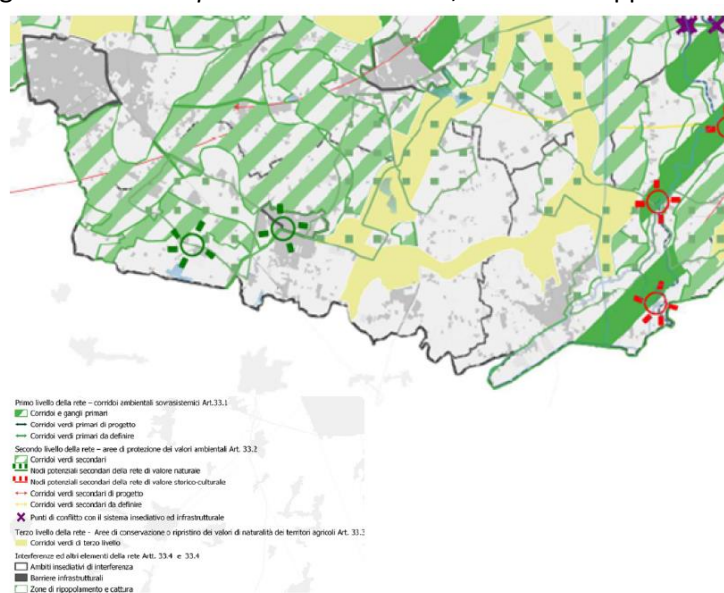 Primo livello della rete – corridoi ambientali sovrasistemici Art.33.1
Corridoi e gangli primari
Corridoi verdi primari di progetto
Corridoi verdi primari da definire
Secondo livello della rete – aree di protezione dei valori ambientali Art. 33.2
Corridoi verdi secondari
Nodi potenziali secondari della rete di valore naturale
Nodi potenziali secondari della rete di valore storico-culturale
Corridoi verdi secondari di progetto
Corridoi verdi secondari da definire
Punti di conflitto con il sistema insediativo ed infrastrutturale
Terzo livello della rete – Aree di conservazione o ripristino dei valori di naturalità dei territori agricoli Art. 33.3
Corridoi verdi di terzo livello
Interferenze ed altri elementi della rete Artt. 33.4 e 33.4
Ambiti insediativi di interferenza
Barriere infrastrutturali
Zone di ripopolamento e cattura